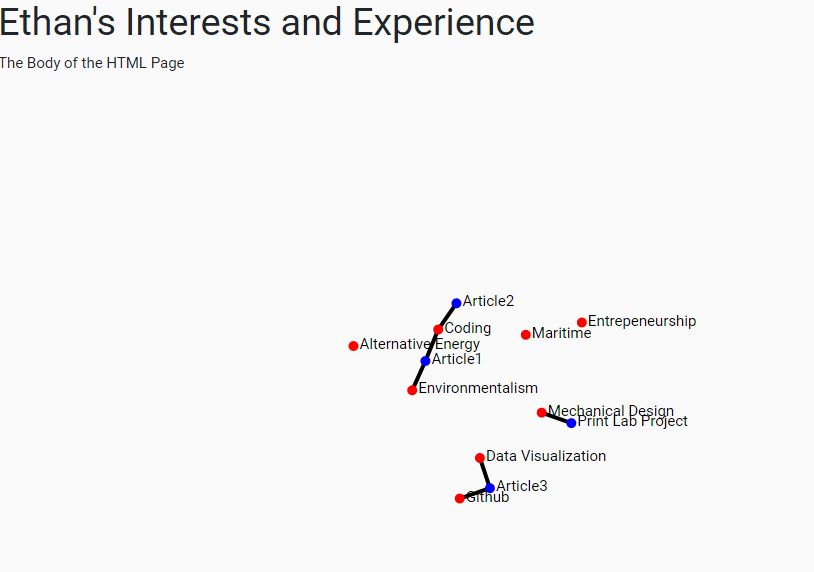 Ethan's Interests and Experience
The Body of the HTML Page
Article2
Entrepeneurship
Coding
Maritime
Alternative Energy
Article1
Environmentalism
Mechanical Design
Print Lab Project
Data Visualization
Article3
Github